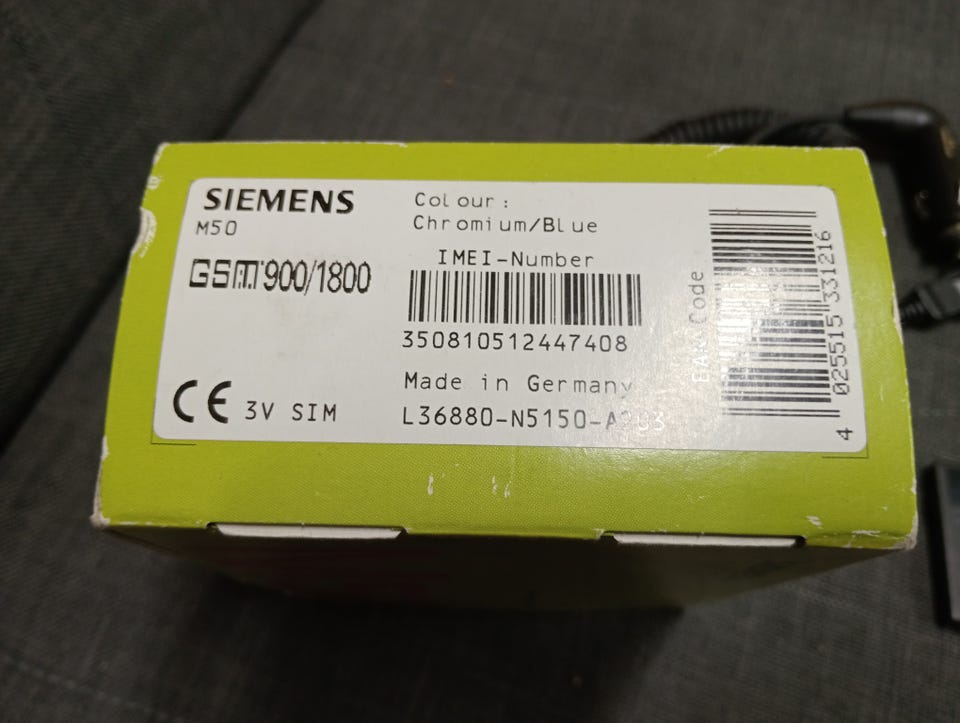 SIEMENS
M50
GSM 900/1800
CE 3V SIM
Colour:
Chromium/Blue
IMEI-Number
350810512447408
Made in Germany
EAN-Code
4 025515 331216